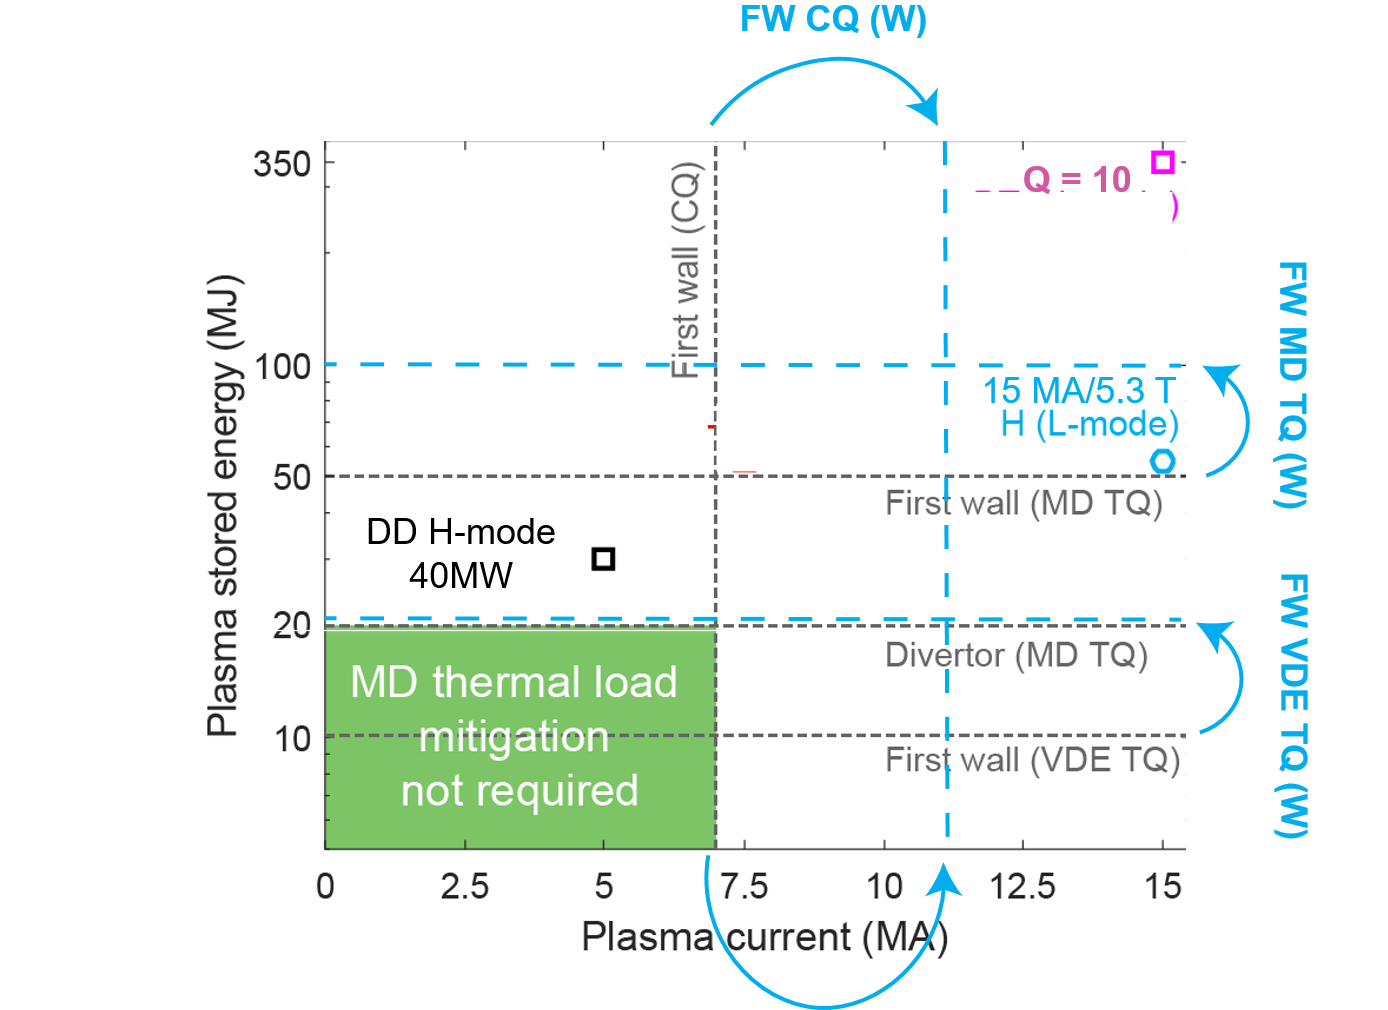 FW CQ (W)
350
100
50
20
10
Plasma stored energy (MJ)
First wall (CQ)
Q = 10
)
15 MA/5.3 T
H (L-mode)
First wall (MD TQ)
DD H-mode
40MW
Divertor (MD TQ)
MD thermal load
mitigation
not required
First wall (VDE TQ)
FW MD TQ (W)
FW VDE TQ (W)
0 2.5 5 7.5 10 12.5 15
Plasma current (MA)